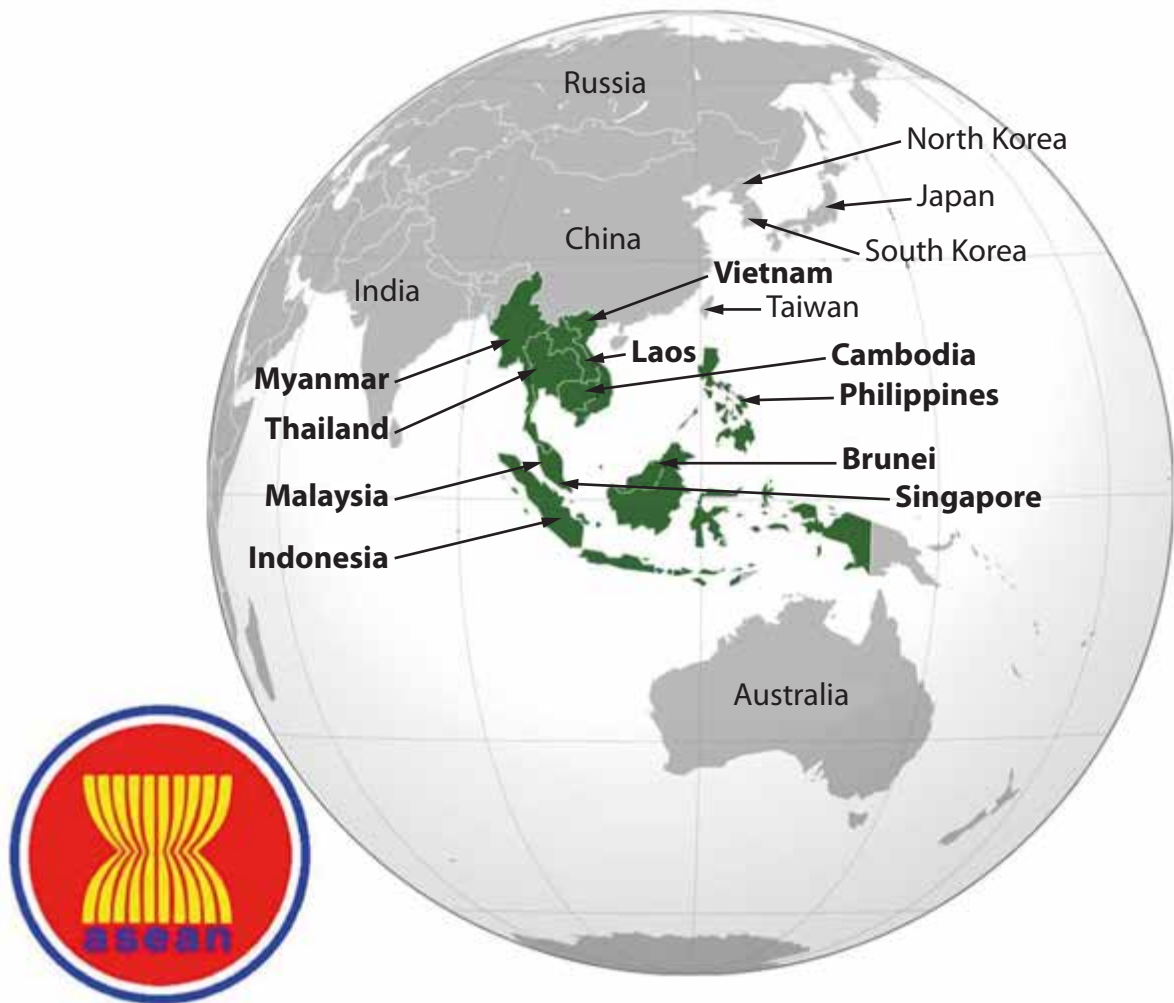 Russia
North Korea
Japan
China
South Korea
Vietnam
India
Taiwan
Laos
Cambodia
Myanmar
Philippines
Thailand
Brunei
Malaysia
Singapore
Indonesia
Australia
asean